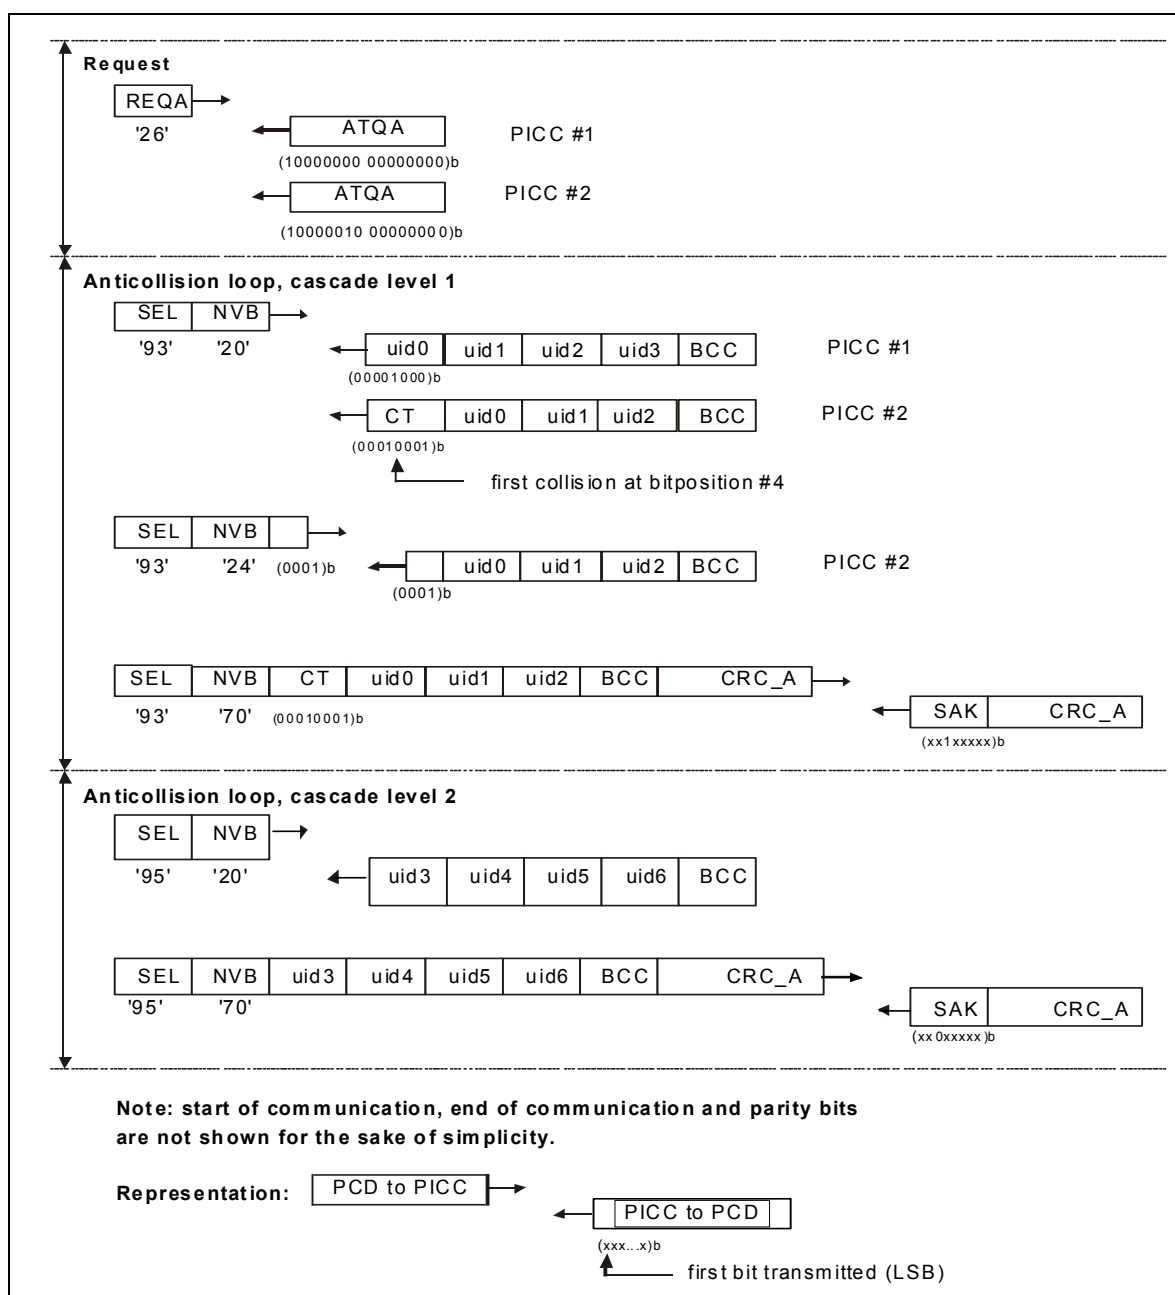 Request
REQA
'26'
ATQA PICC #1
(10000000 00000000)b
ATQA PICC #2
(10000010 00000000)b
Anticollision loop, cascade level 1
SEL NVB
'93' '20'
uid0 uid1 uid2 uid3 BCC PICC #1
(00001000)b
CT uid0 uid1 uid2 BCC PICC #2
(00010001)b
first collision at bitposition #4
SEL NVB
'93' '24' (0001)b
uid0 uid1 uid2 BCC PICC #2
(0001)b
SEL NVB CT uid0 uid1 uid2 BCC CRC_A
'93' '70' (00010001)b
SAK CRC_A
(xx1xxxxx)b
Anticollision loop, cascade level 2
SEL NVB
'95' '20'
uid3 uid4 uid5 uid6 BCC
SEL NVB uid3 uid4 uid5 uid6 BCC CRC_A
'95' '70'
SAK CRC_A
(xx0xxxxx)b
Note: start of communication, end of communication and parity bits
are not shown for the sake of simplicity.
Representation: PCD to PICC
PICC to PCD
(xxx...x)b
first bit transmitted (LSB)